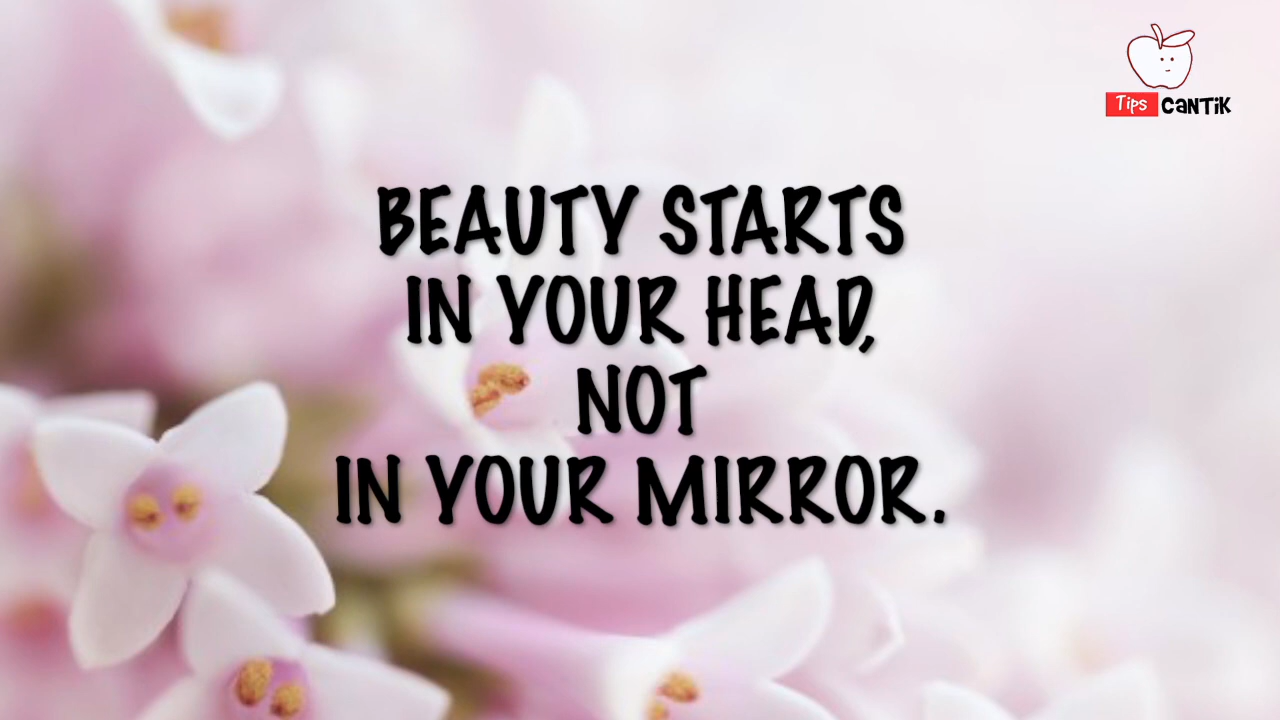 Tips CANTiK
BEAUTY STARTS
IN YOUR HEAD,
NOT
IN YOUR MIRROR.